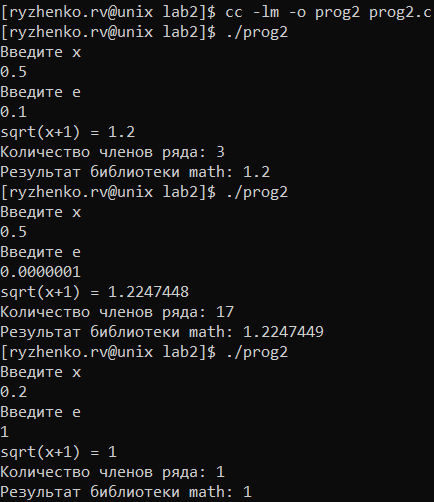 [ryzhenko.rv@unix lab2]$ cc -lm -o prog2 prog2.c
[ryzhenko.rv@unix lab2]$ ./prog2
Введите x
0.5
Введите e
0.1
sqrt(x+1) = 1.2
Количество членов ряда: 3
Результат библиотеки math: 1.2
[ryzhenko.rv@unix lab2]$ ./prog2
Введите x
0.5
Введите e
0.0000001
sqrt(x+1) = 1.2247448
Количество членов ряда: 17
Результат библиотеки math: 1.2247449
[ryzhenko.rv@unix lab2]$ ./prog2
Введите x
0.2
Введите e
1
sqrt(x+1) = 1
Количество членов ряда: 1
Результат библиотеки math: 1